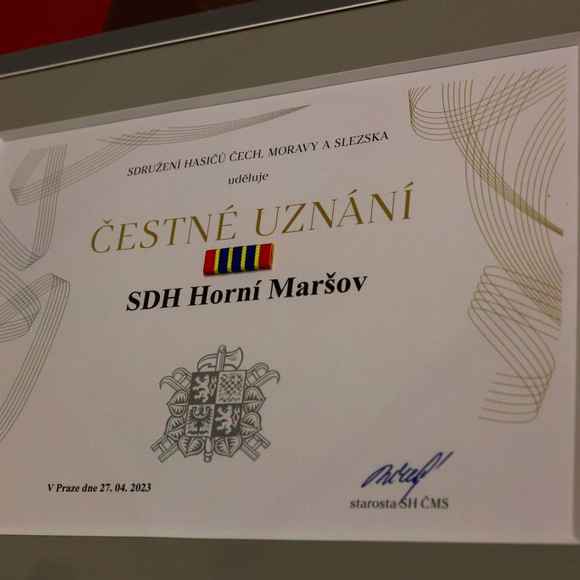 SDRUŽENÍ HASIČŮ ČECH, MORAVY A SLEZSKA
uděluje
ČESTNÉ UZNÁNÍ
SDH Horní Maršov
V Praze dne 27. 04. 2023
starosta SH ČMS